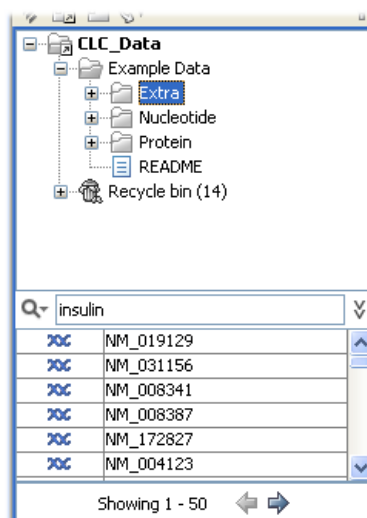 CLC_Data
Example Data
Extra
Nucleotide
Protein
README
Recycle bin (14)
insulin
NM_019129
NM_031156
NM_008341
NM_008387
NM_172827
NM_004123
Showing 1 - 50